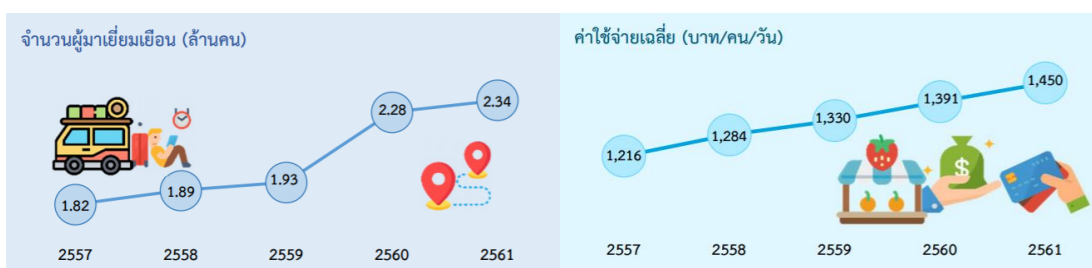 จำนวนผู้มาเยี่ยมเยือน (ล้านคน)
2.28
2.34
1.82
1.89
1.93
2557 2558 2559 2560 2561
ค่าใช้จ่ายเฉลี่ย (บาท/คน/วัน)
1,216
1,284
1,330
1,391
1,450
$
2557 2558 2559 2560 2561